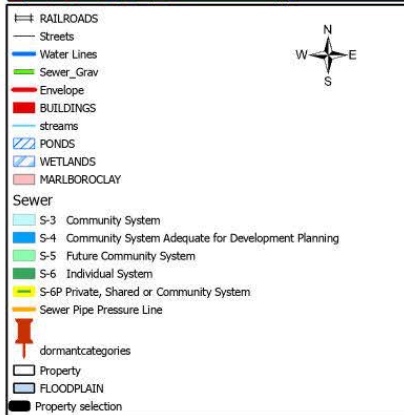 RAILROADS
Streets
Water Lines
Sewer_Grav
Envelope
BUILDINGS
streams
PONDS
WETLANDS
MARLBOROCLAY
Sewer
S-3 Community System
S-4 Community System Adequate for Development Planning
S-5 Future Community System
S-6 Individual System
S-6P Private, Shared or Community System
Sewer Pipe Pressure Line
dormantcategories
Property
FLOODPLAIN
Property selection
N
W E
S